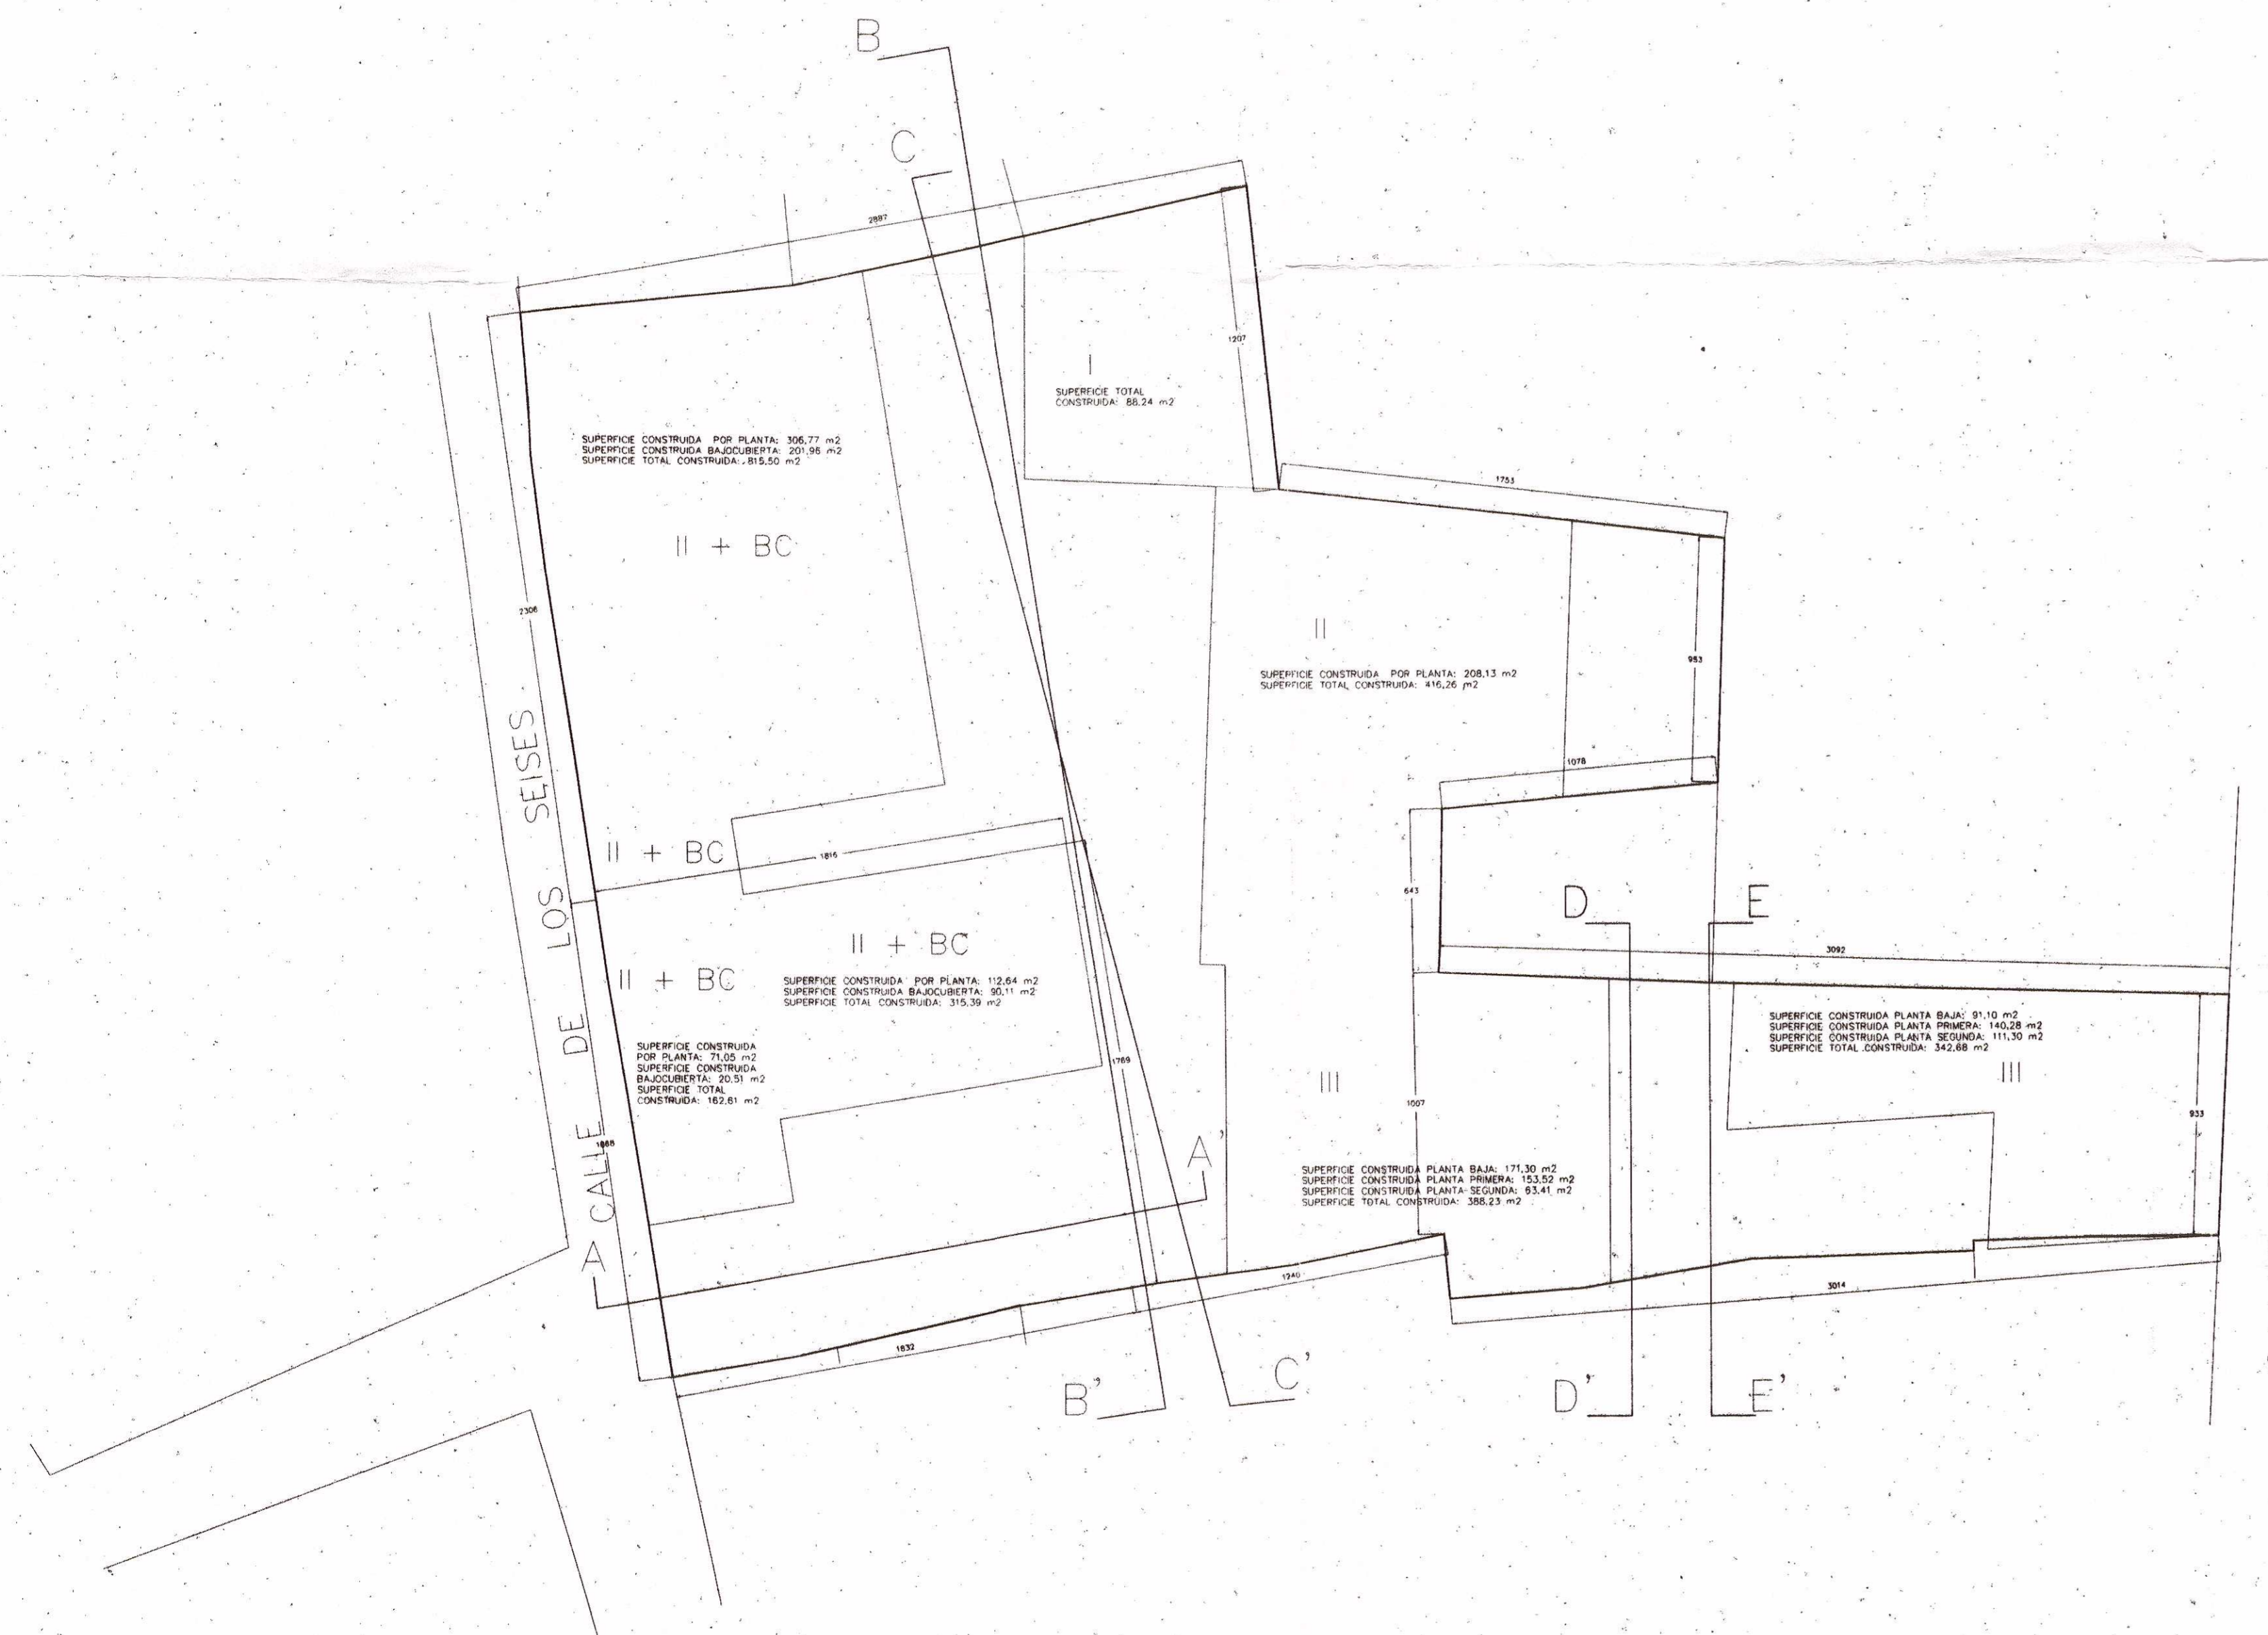 B
C
2887
1207
I
SUPERFICIE TOTAL
CONSTRUIDA: 88.24 m2
SUPERFICIE CONSTRUIDA POR PLANTA: 306,77 m2
SUPERFICIE CONSTRUIDA BAJOCUBIERTA: 201,96 m2
SUPERFICIE TOTAL CONSTRUIDA: 815,50 m2
II + BC
1753
2306
II
SUPERFICIE CONSTRUIDA POR PLANTA: 208,13 m2
SUPERFICIE TOTAL CONSTRUIDA: 416,26 m2
953
1078
CALLE DE LOS SEISES
II + BC
1816
643
D
E
3092
II + BC
II + BC
SUPERFICIE CONSTRUIDA POR PLANTA: 112,64 m2
SUPERFICIE CONSTRUIDA BAJOCUBIERTA: 90,11 m2
SUPERFICIE TOTAL CONSTRUIDA: 315,39 m2
SUPERFICIE CONSTRUIDA
POR PLANTA: 71,05 m2
SUPERFICIE CONSTRUIDA
BAJOCUBIERTA: 20,51 m2
SUPERFICIE TOTAL
CONSTRUIDA: 162,61 m2
1769
SUPERFICIE CONSTRUIDA PLANTA BAJA: 91,10 m2
SUPERFICIE CONSTRUIDA PLANTA PRIMERA: 140,28 m2
SUPERFICIE CONSTRUIDA PLANTA SEGUNDA: 111,30 m2
SUPERFICIE TOTAL CONSTRUIDA: 342,68 m2
III
III
1007
933
1868
A'
SUPERFICIE CONSTRUIDA PLANTA BAJA: 171,30 m2
SUPERFICIE CONSTRUIDA PLANTA PRIMERA: 153,52 m2
SUPERFICIE CONSTRUIDA PLANTA SEGUNDA: 63,41 m2
SUPERFICIE TOTAL CONSTRUIDA: 388,23 m2
A
1240
3014
1832
B'
C'
D'
E'